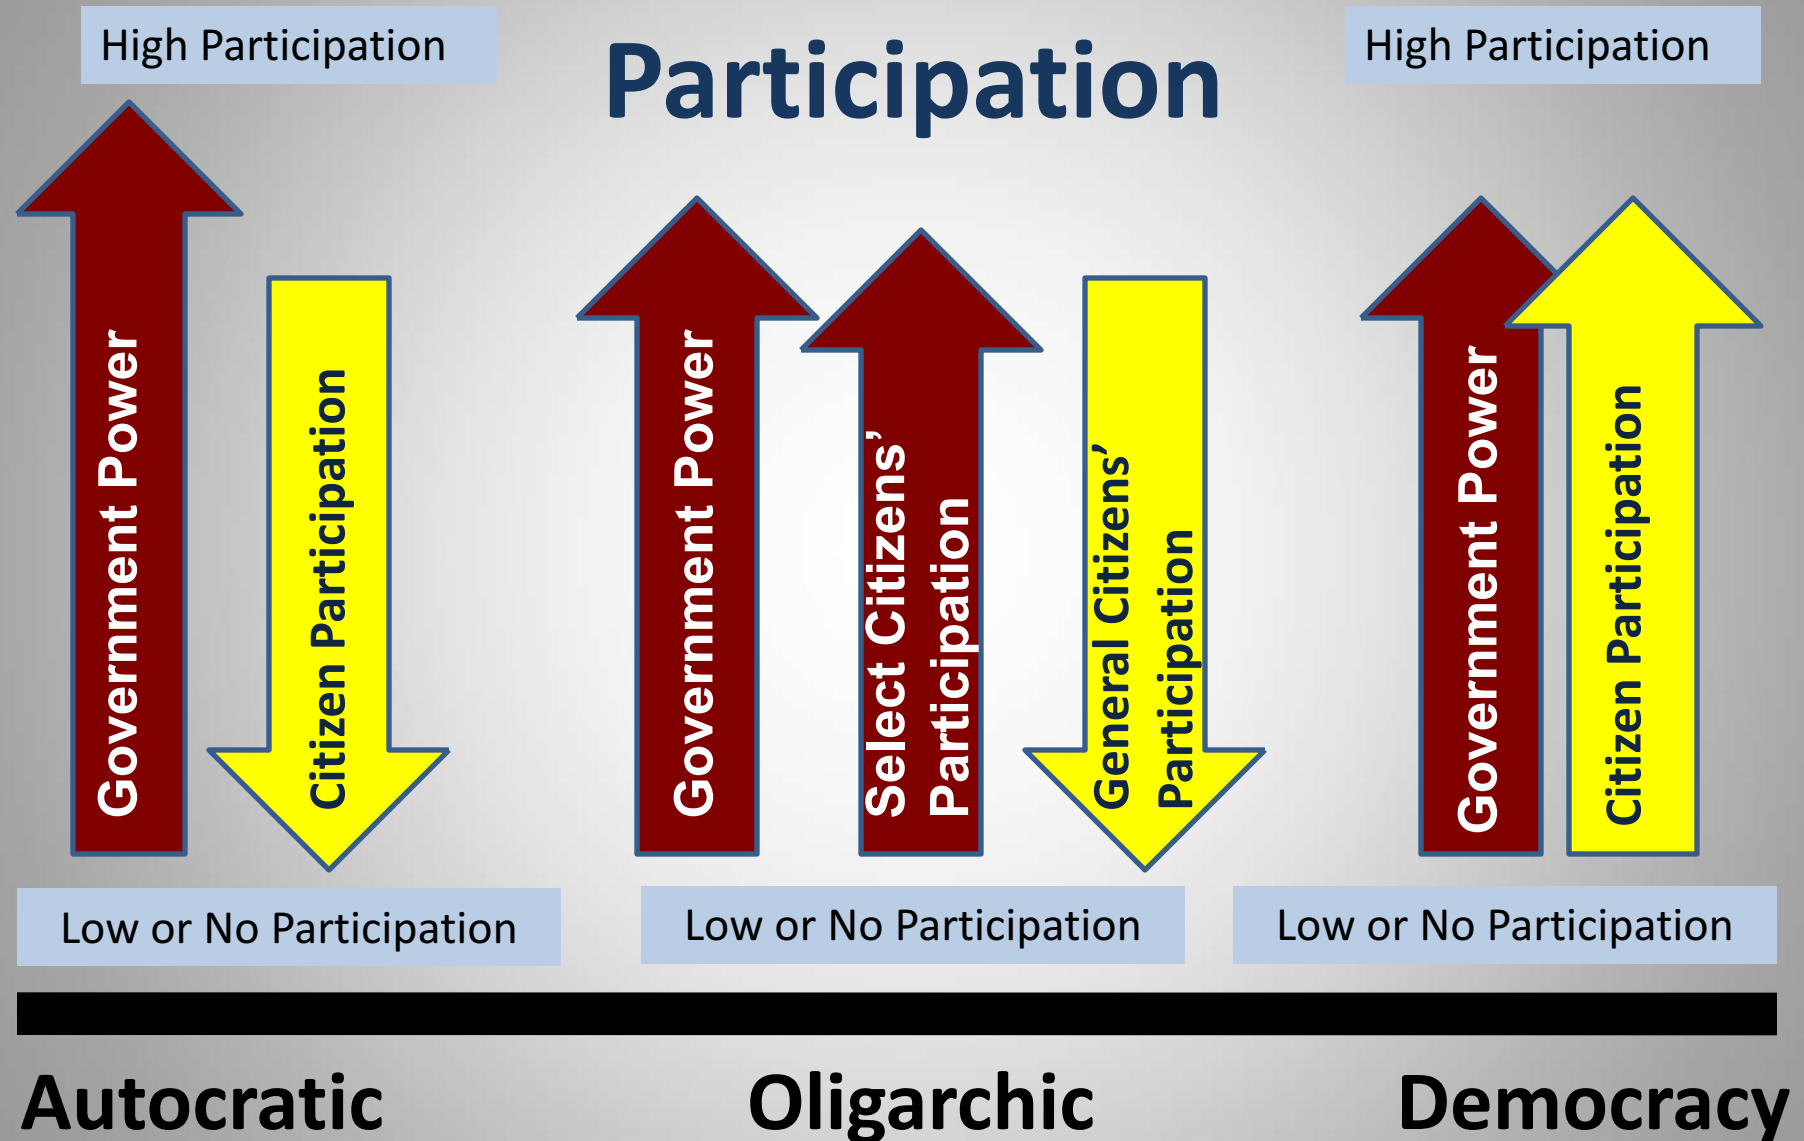 High Participation
Participation
High Participation
Government Power
Citizen Participation
Government Power
Select Citizens’
Participation
General Citizens’
Participation
Government Power
Citizen Participation
Low or No Participation
Low or No Participation
Low or No Participation
Autocratic
Oligarchic
Democracy